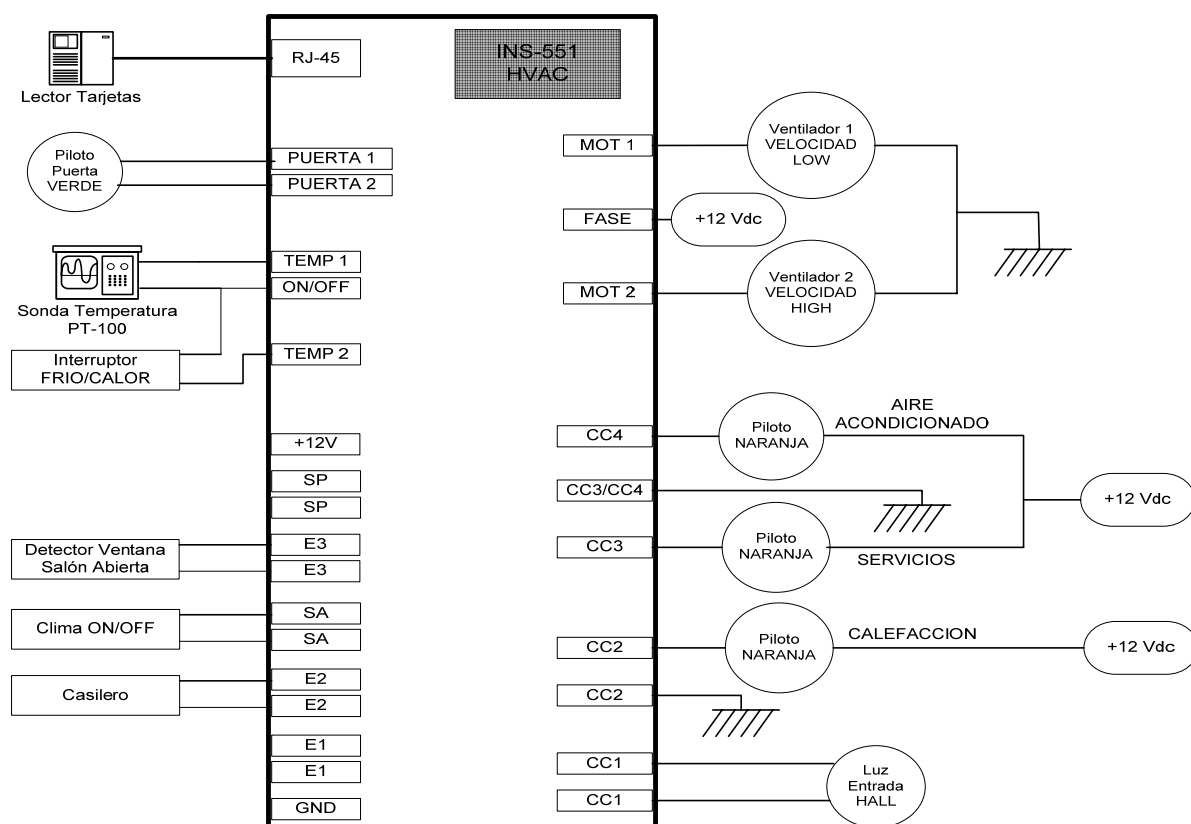 INS-551
HVAC
RJ-45
Lector Tarjetas
Piloto
Puerta
VERDE
PUERTA 1
PUERTA 2
TEMP 1
ON/OFF
Sonda Temperatura
PT-100
Interruptor
FRIO/CALOR
TEMP 2
+12V
SP
SP
Detector Ventana
Salón Abierta
E3
E3
Clima ON/OFF
SA
SA
Casilero
E2
E2
E1
E1
GND
MOT 1
Ventilador 1
VELOCIDAD
LOW
FASE
+12 Vdc
MOT 2
Ventilador 2
VELOCIDAD
HIGH
CC4
Piloto
NARANJA
AIRE
ACONDICIONADO
CC3/CC4
+12 Vdc
CC3
Piloto
NARANJA
SERVICIOS
CC2
Piloto
NARANJA
CALEFACCION
+12 Vdc
CC2
CC1
CC1
Luz
Entrada
HALL